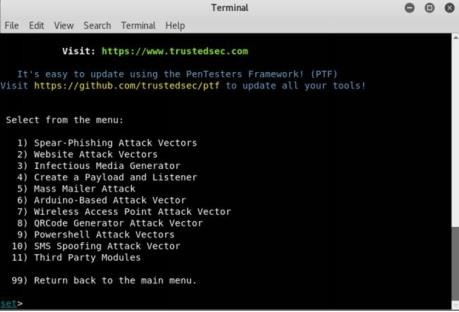 Terminal
File Edit View Search Terminal Help
Visit: https://www.trustedsec.com
It's easy to update using the PenTesters Framework! (PTF)
Visit https://github.com/trustedsec/ptf to update all your tools!
Select from the menu:
1) Spear-Phishing Attack Vectors
2) Website Attack Vectors
3) Infectious Media Generator
4) Create a Payload and Listener
5) Mass Mailer Attack
6) Arduino-Based Attack Vector
7) Wireless Access Point Attack Vector
8) QRCode Generator Attack Vector
9) Powershell Attack Vectors
10) SMS Spoofing Attack Vector
11) Third Party Modules
99) Return back to the main menu.
set>